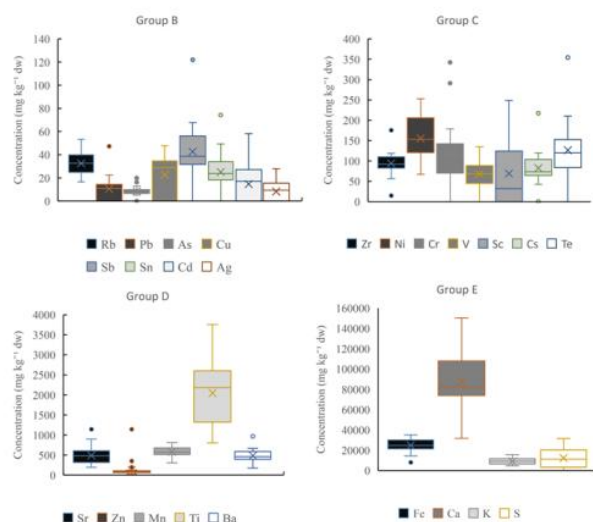 Group B
Concentration (mg kg⁻¹ dw)
140
120
100
80
60
40
20
0
Rb Pb As Cu
Sb Sn Cd Ag
Group C
Concentration (mg kg⁻¹ dw)
400
350
300
250
200
150
100
50
0
Zr Ni Cr V Sc Cs Te
Group D
Concentration (mg kg⁻¹ dw)
4000
3500
3000
2500
2000
1500
1000
500
0
Sr Zn Mn Ti Ba
Group E
Concentration (mg kg⁻¹ dw)
160000
140000
120000
100000
80000
60000
40000
20000
0
Fe Ca K S